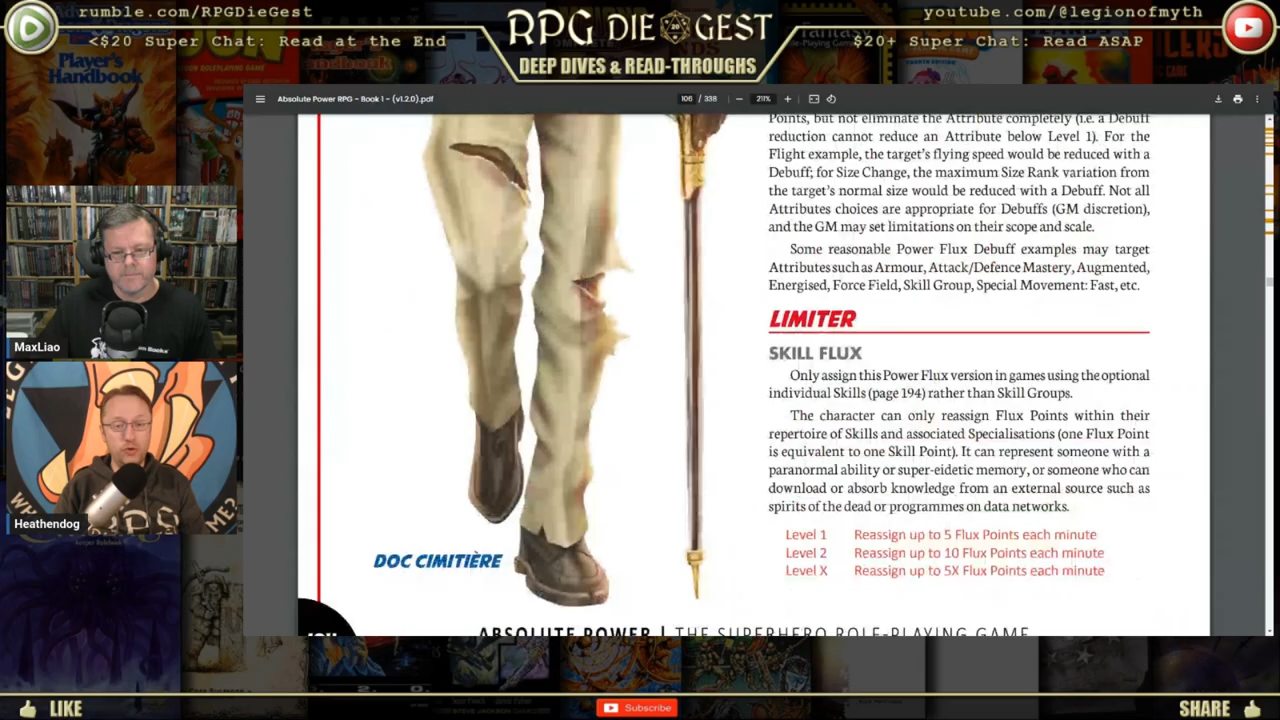 rumble.com/RPGDieGest
<$20 Super Chat: Read at the End
RPG DIE GEST
DEEP DIVES & READ-THROUGHS
youtube.com/@legionofmyth
$20+ Super Chat: Read ASAP
Player's
Handbook
Absolute Power RPG - Book 1 - (v1.2.0).pdf
106 / 338
211%
Points, but not eliminate the Attribute completely (i.e. a Debuff
reduction cannot reduce an Attribute below Level 1). For the
Flight example, the target's flying speed would be reduced with a
Debuff; for Size Change, the maximum Size Rank variation from
the target's normal size would be reduced with a Debuff. Not all
Attributes choices are appropriate for Debuffs (GM discretion),
and the GM may set limitations on their scope and scale.
Some reasonable Power Flux Debuff examples may target
Attributes such as Armour, Attack/Defence Mastery, Augmented,
Energised, Force Field, Skill Group, Special Movement: Fast, etc.
LIMITER
SKILL FLUX
Only assign this Power Flux version in games using the optional
individual Skills (page 194) rather than Skill Groups.
The character can only reassign Flux Points within their
repertoire of Skills and associated Specialisations (one Flux Point
is equivalent to one Skill Point). It can represent someone with a
paranormal ability or super-eidetic memory, or someone who can
download or absorb knowledge from an external source such as
spirits of the dead or programmes on data networks.
Level 1 Reassign up to 5 Flux Points each minute
Level 2 Reassign up to 10 Flux Points each minute
Level X Reassign up to 5X Flux Points each minute
DOC CIMITIÈRE
ABSOLUTE POWER | THE SUPERHERO ROLE-PLAYING GAME
MaxLiao
Heathendog
LIKE
Subscribe
SHARE